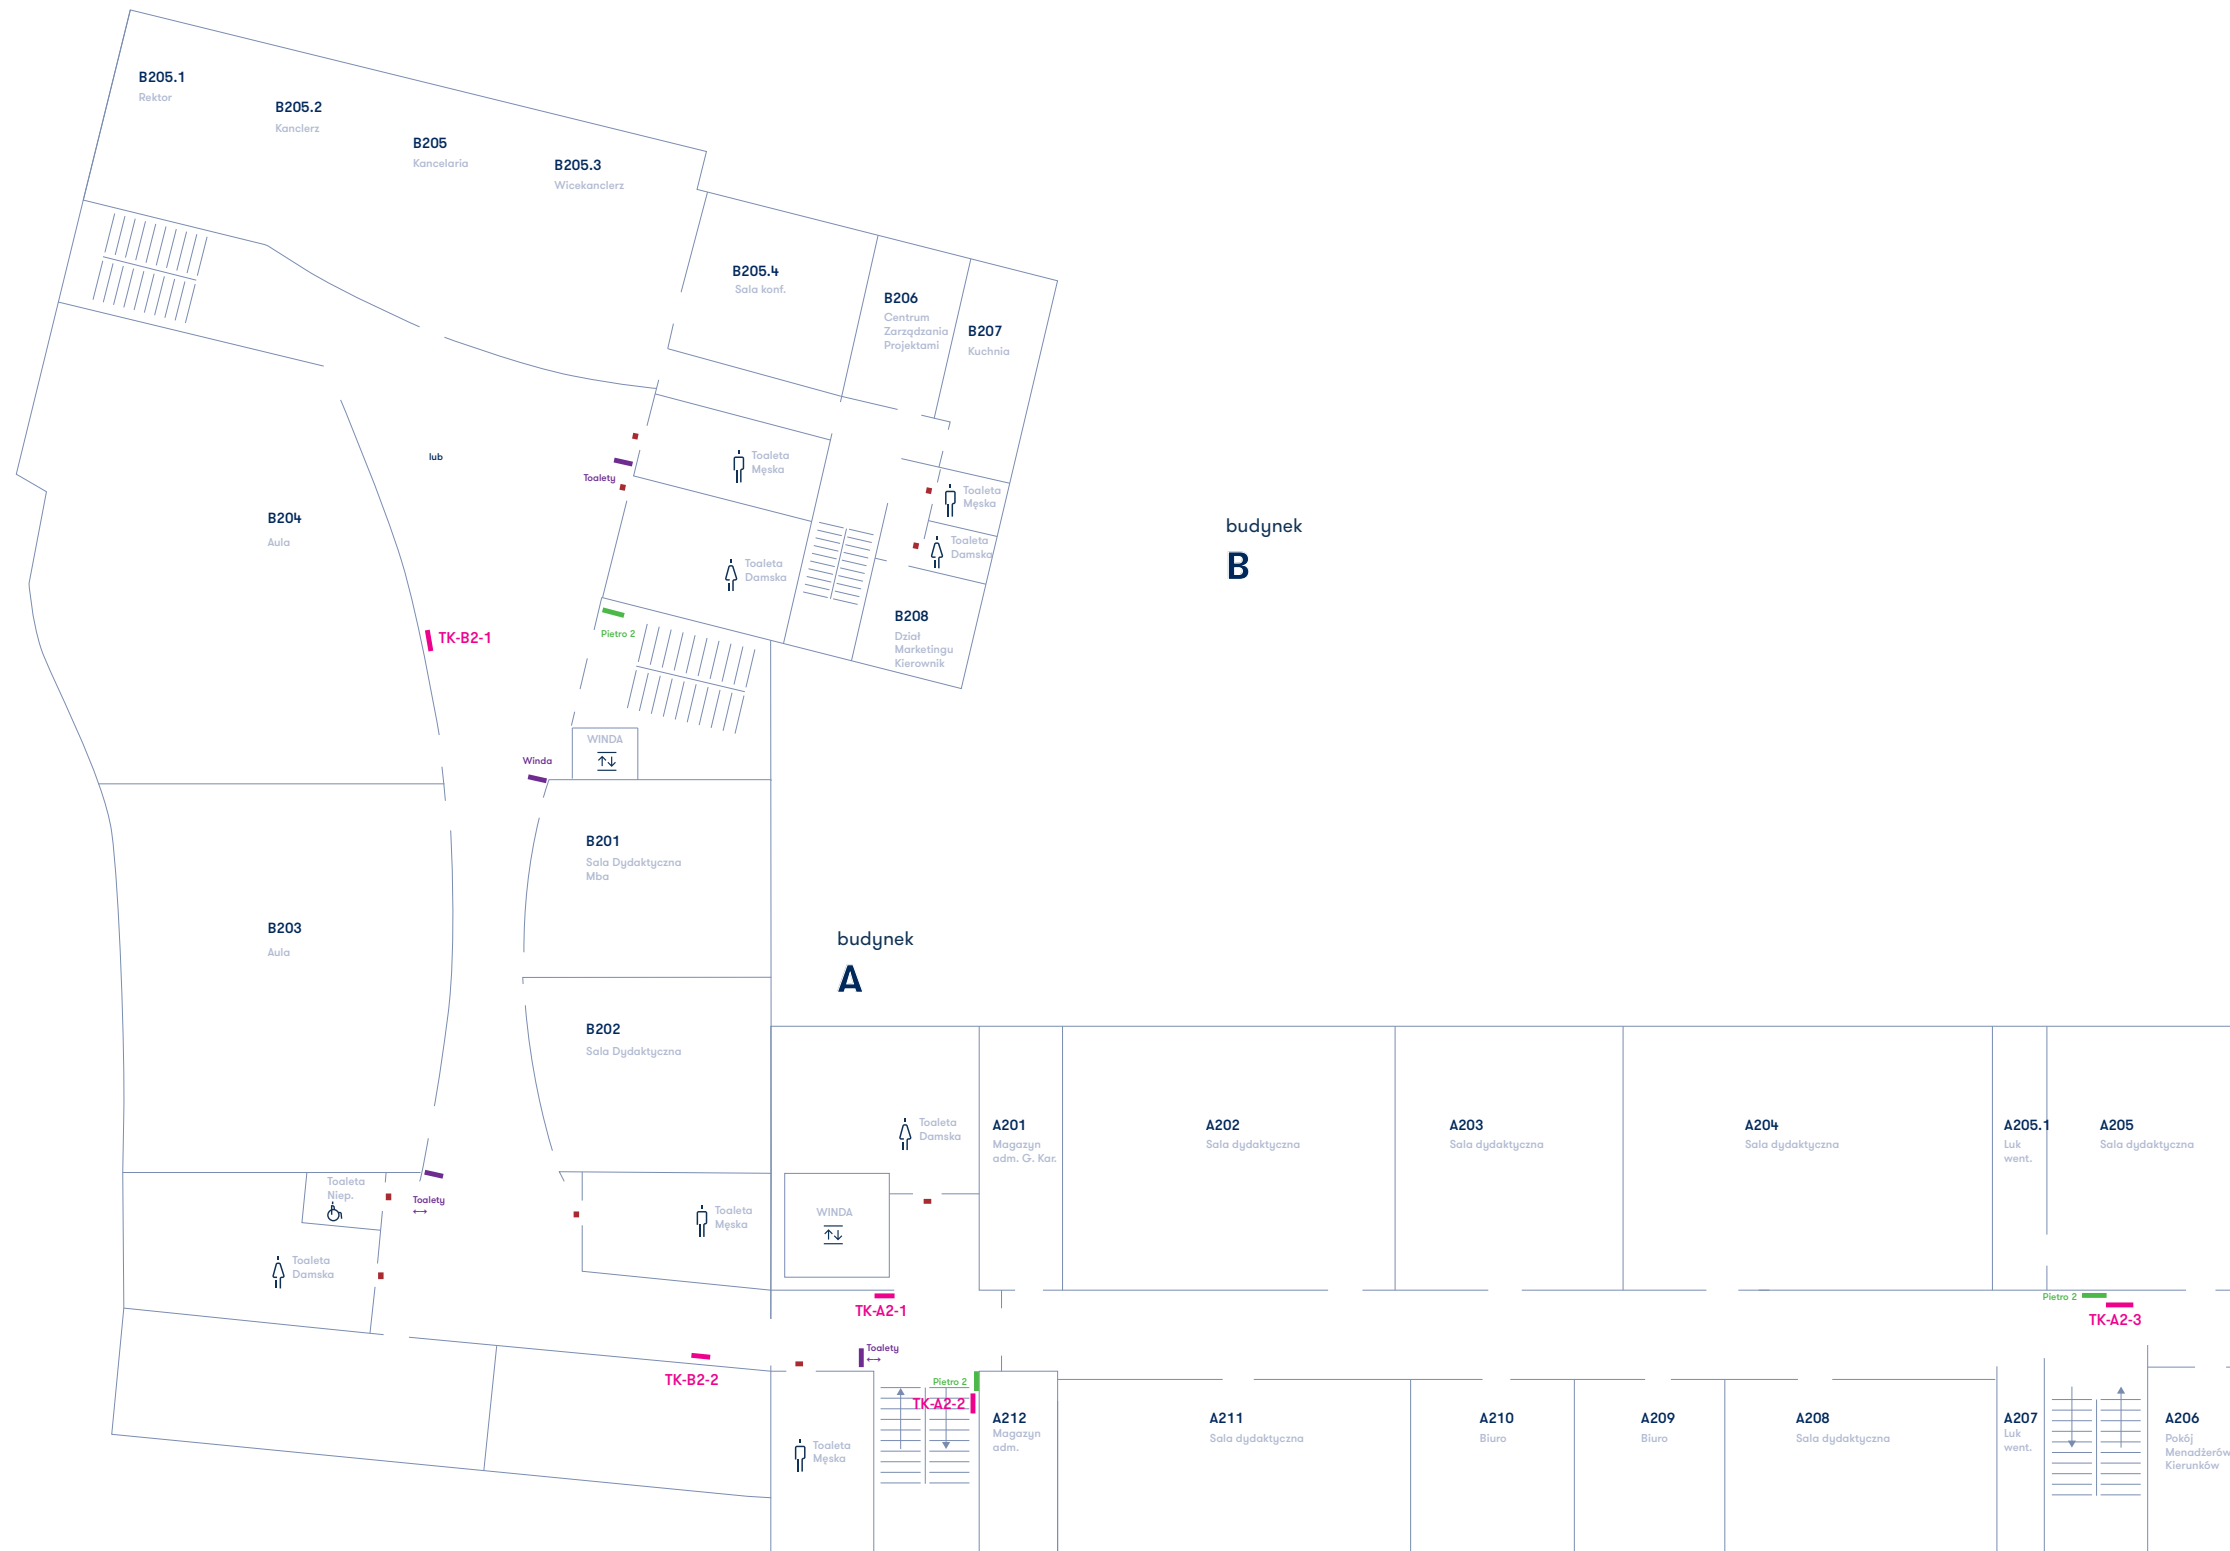 B205.1
Rektor
B205.2
Kanclerz
B205
Kancelaria
B205.3
Wicekanclerz
B205.4
Sala konf.
B206
Centrum
Zarządzania
Projektami
B207
Kuchnia
lub
Toalety
Toaleta
Męska
Toaleta
Męska
Toaleta
Damska
Toaleta
Damska
B204
Aula
budynek
B
B208
Dział
Marketingu
Kierownik
Pietro 2
TK-B2-1
WINDA
Winda
B201
Sala Dydaktyczna
Mba
B203
Aula
budynek
A
B202
Sala Dydaktyczna
Toaleta
Damska
A201
Magazyn
adm. G. Kar.
A202
Sala dydaktyczna
A203
Sala dydaktyczna
A204
Sala dydaktyczna
A205.1
Luk
went.
A205
Sala dydaktyczna
Toaleta
Niep.
Toalety
Toaleta
Męska
WINDA
Toaleta
Damska
TK-A2-1
Pietro 2
TK-A2-3
Toalety
TK-B2-2
Pietro 2
TK-A2-2
Toaleta
Męska
A212
Magazyn
adm.
A211
Sala dydaktyczna
A210
Biuro
A209
Biuro
A208
Sala dydaktyczna
A207
Luk
went.
A206
Pokój
Menadżerów
Kierunków